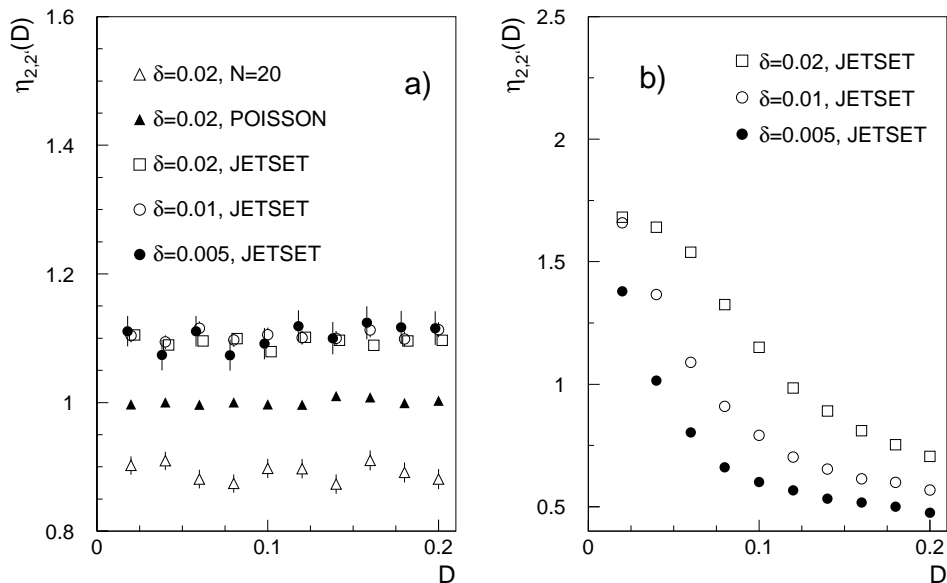 η2,2‘(D)
1.6
1.4
1.2
1
0.8
0
0.1
0.2
D
a)
δ=0.02, N=20
δ=0.02, POISSON
δ=0.02, JETSET
δ=0.01, JETSET
δ=0.005, JETSET
η2,2‘(D)
2.5
2
1.5
1
0.5
0
0.1
0.2
D
b)
δ=0.02, JETSET
δ=0.01, JETSET
δ=0.005, JETSET